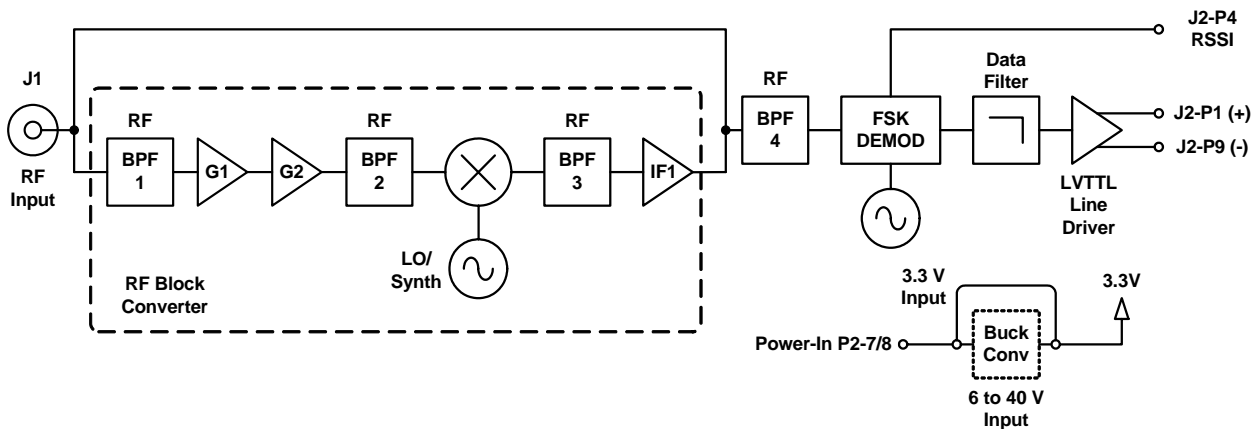 J2-P4
RSSI
J1
RF
Input
RF
BPF
1
G1
G2
RF
BPF
2
RF
BPF
3
IF1
LO/
Synth
RF Block
Converter
RF
BPF
4
FSK
DEMOD
Data
Filter
J2-P1 (+)
J2-P9 (-)
LVTTL
Line
Driver
3.3 V
Input
3.3V
Power-In P2-7/8
Buck
Conv
6 to 40 V
Input